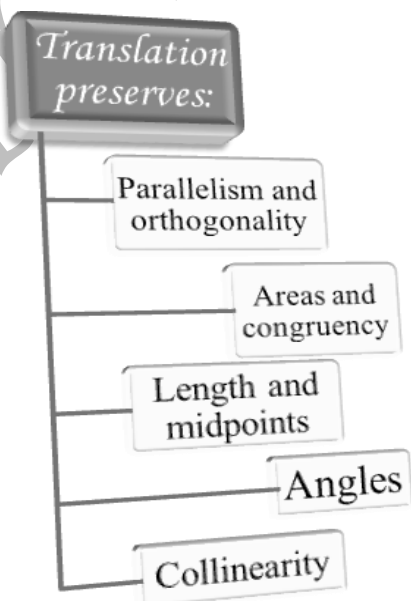 Translation
preserves:
Parallelism and
orthogonality
Areas and
congruency
Length and
midpoints
Angles
Collinearity